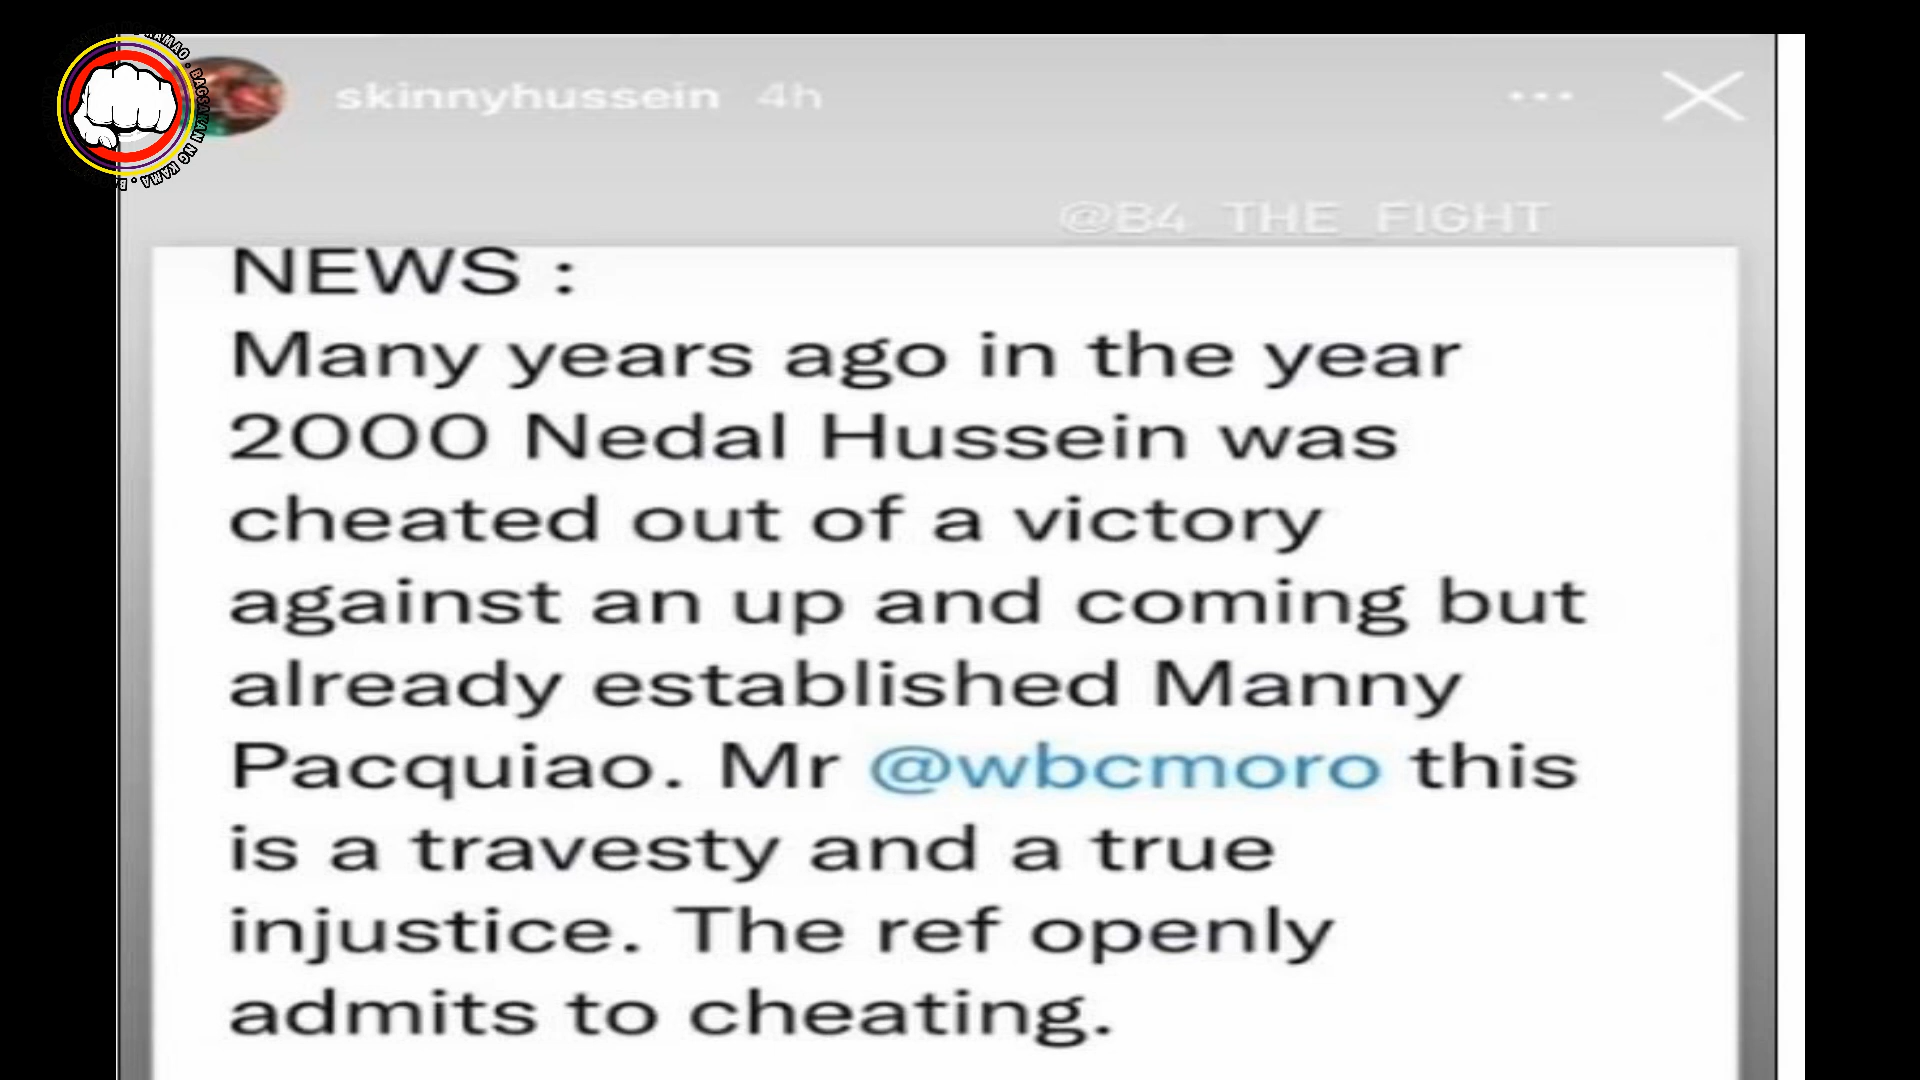 skinnyhussein 4h
@B4_THE_FIGHT
NEWS :
Many years ago in the year
2000 Nedal Hussein was
cheated out of a victory
against an up and coming but
already established Manny
Pacquiao. Mr @wbcmoro this
is a travesty and a true
injustice. The ref openly
admits to cheating.